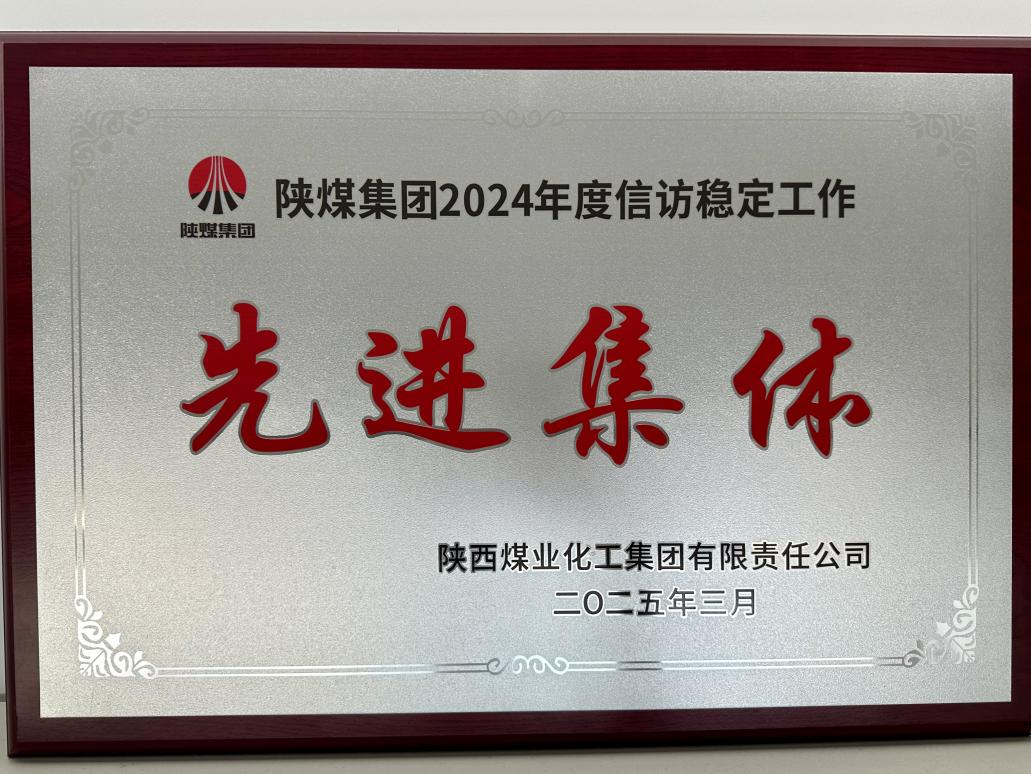 陕煤集团
陕煤集团2024年度信访稳定工作
先进集体
陕西煤业化工集团有限责任公司
二O二五年三月